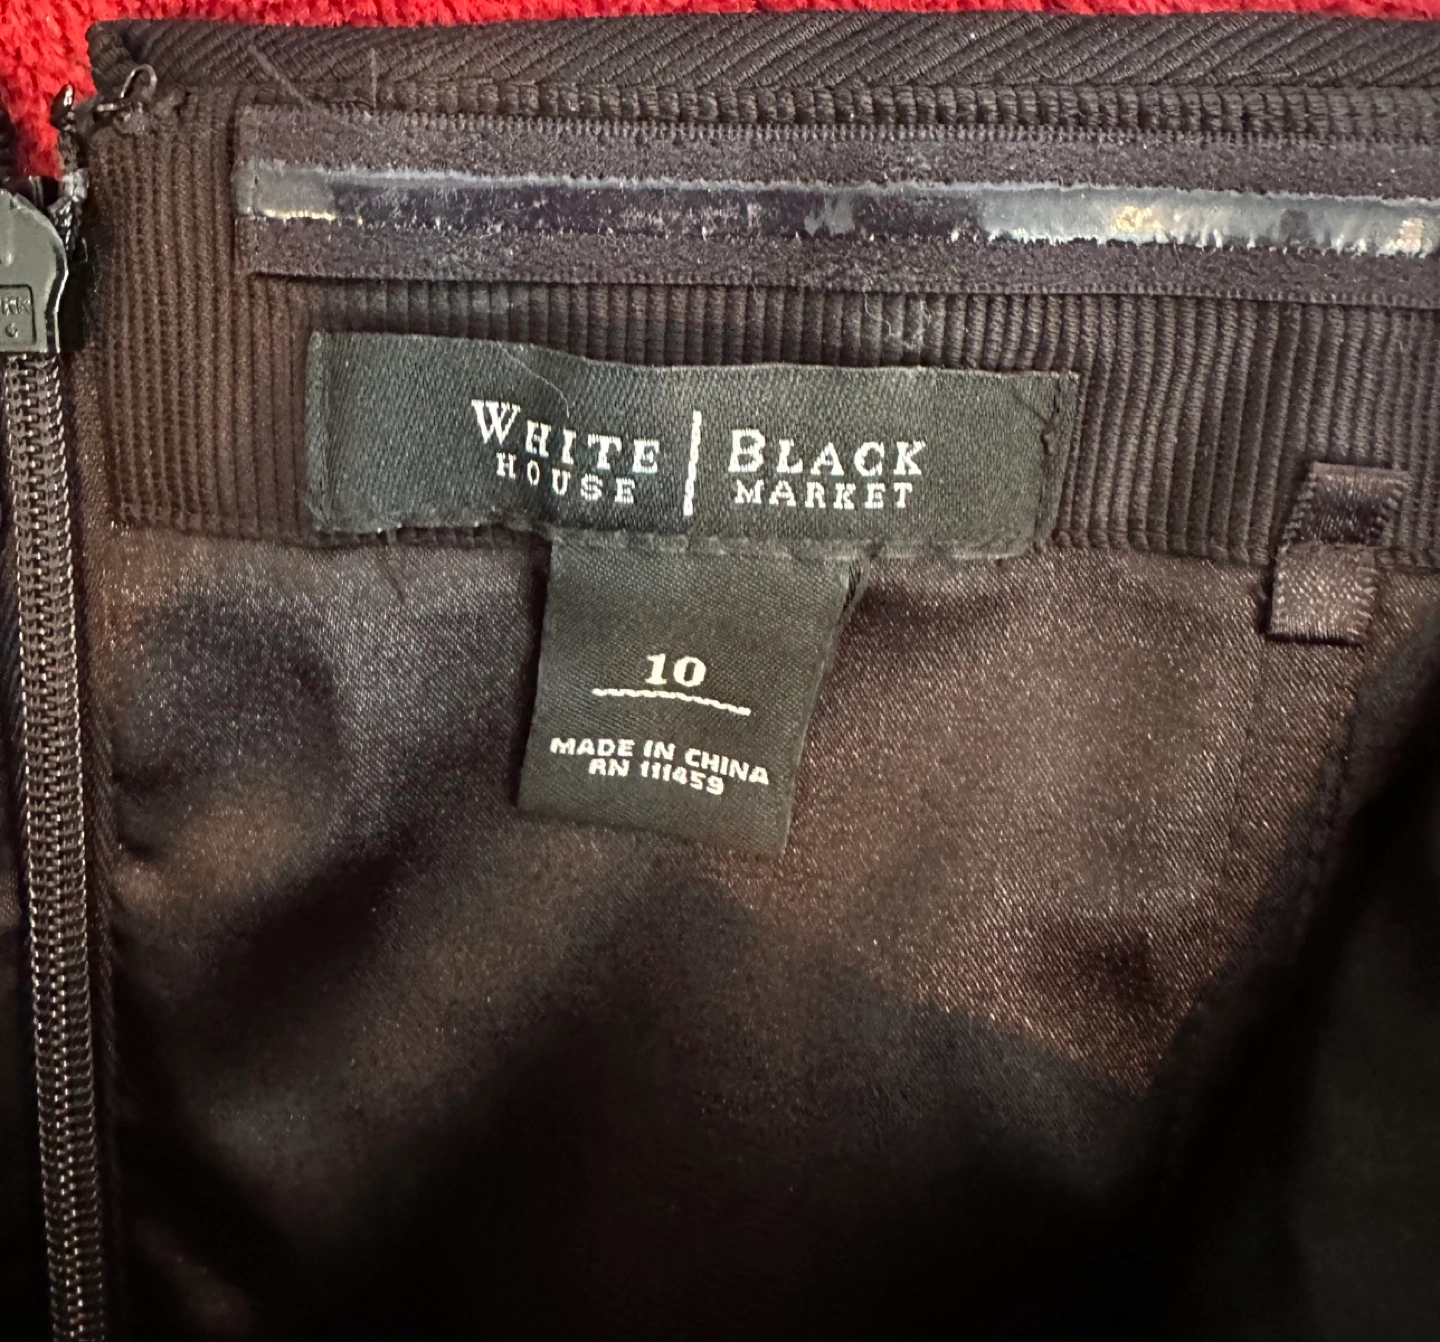 WHITE | BLACK
HOUSE | MARKET
10
MADE IN CHINA
RN 111459